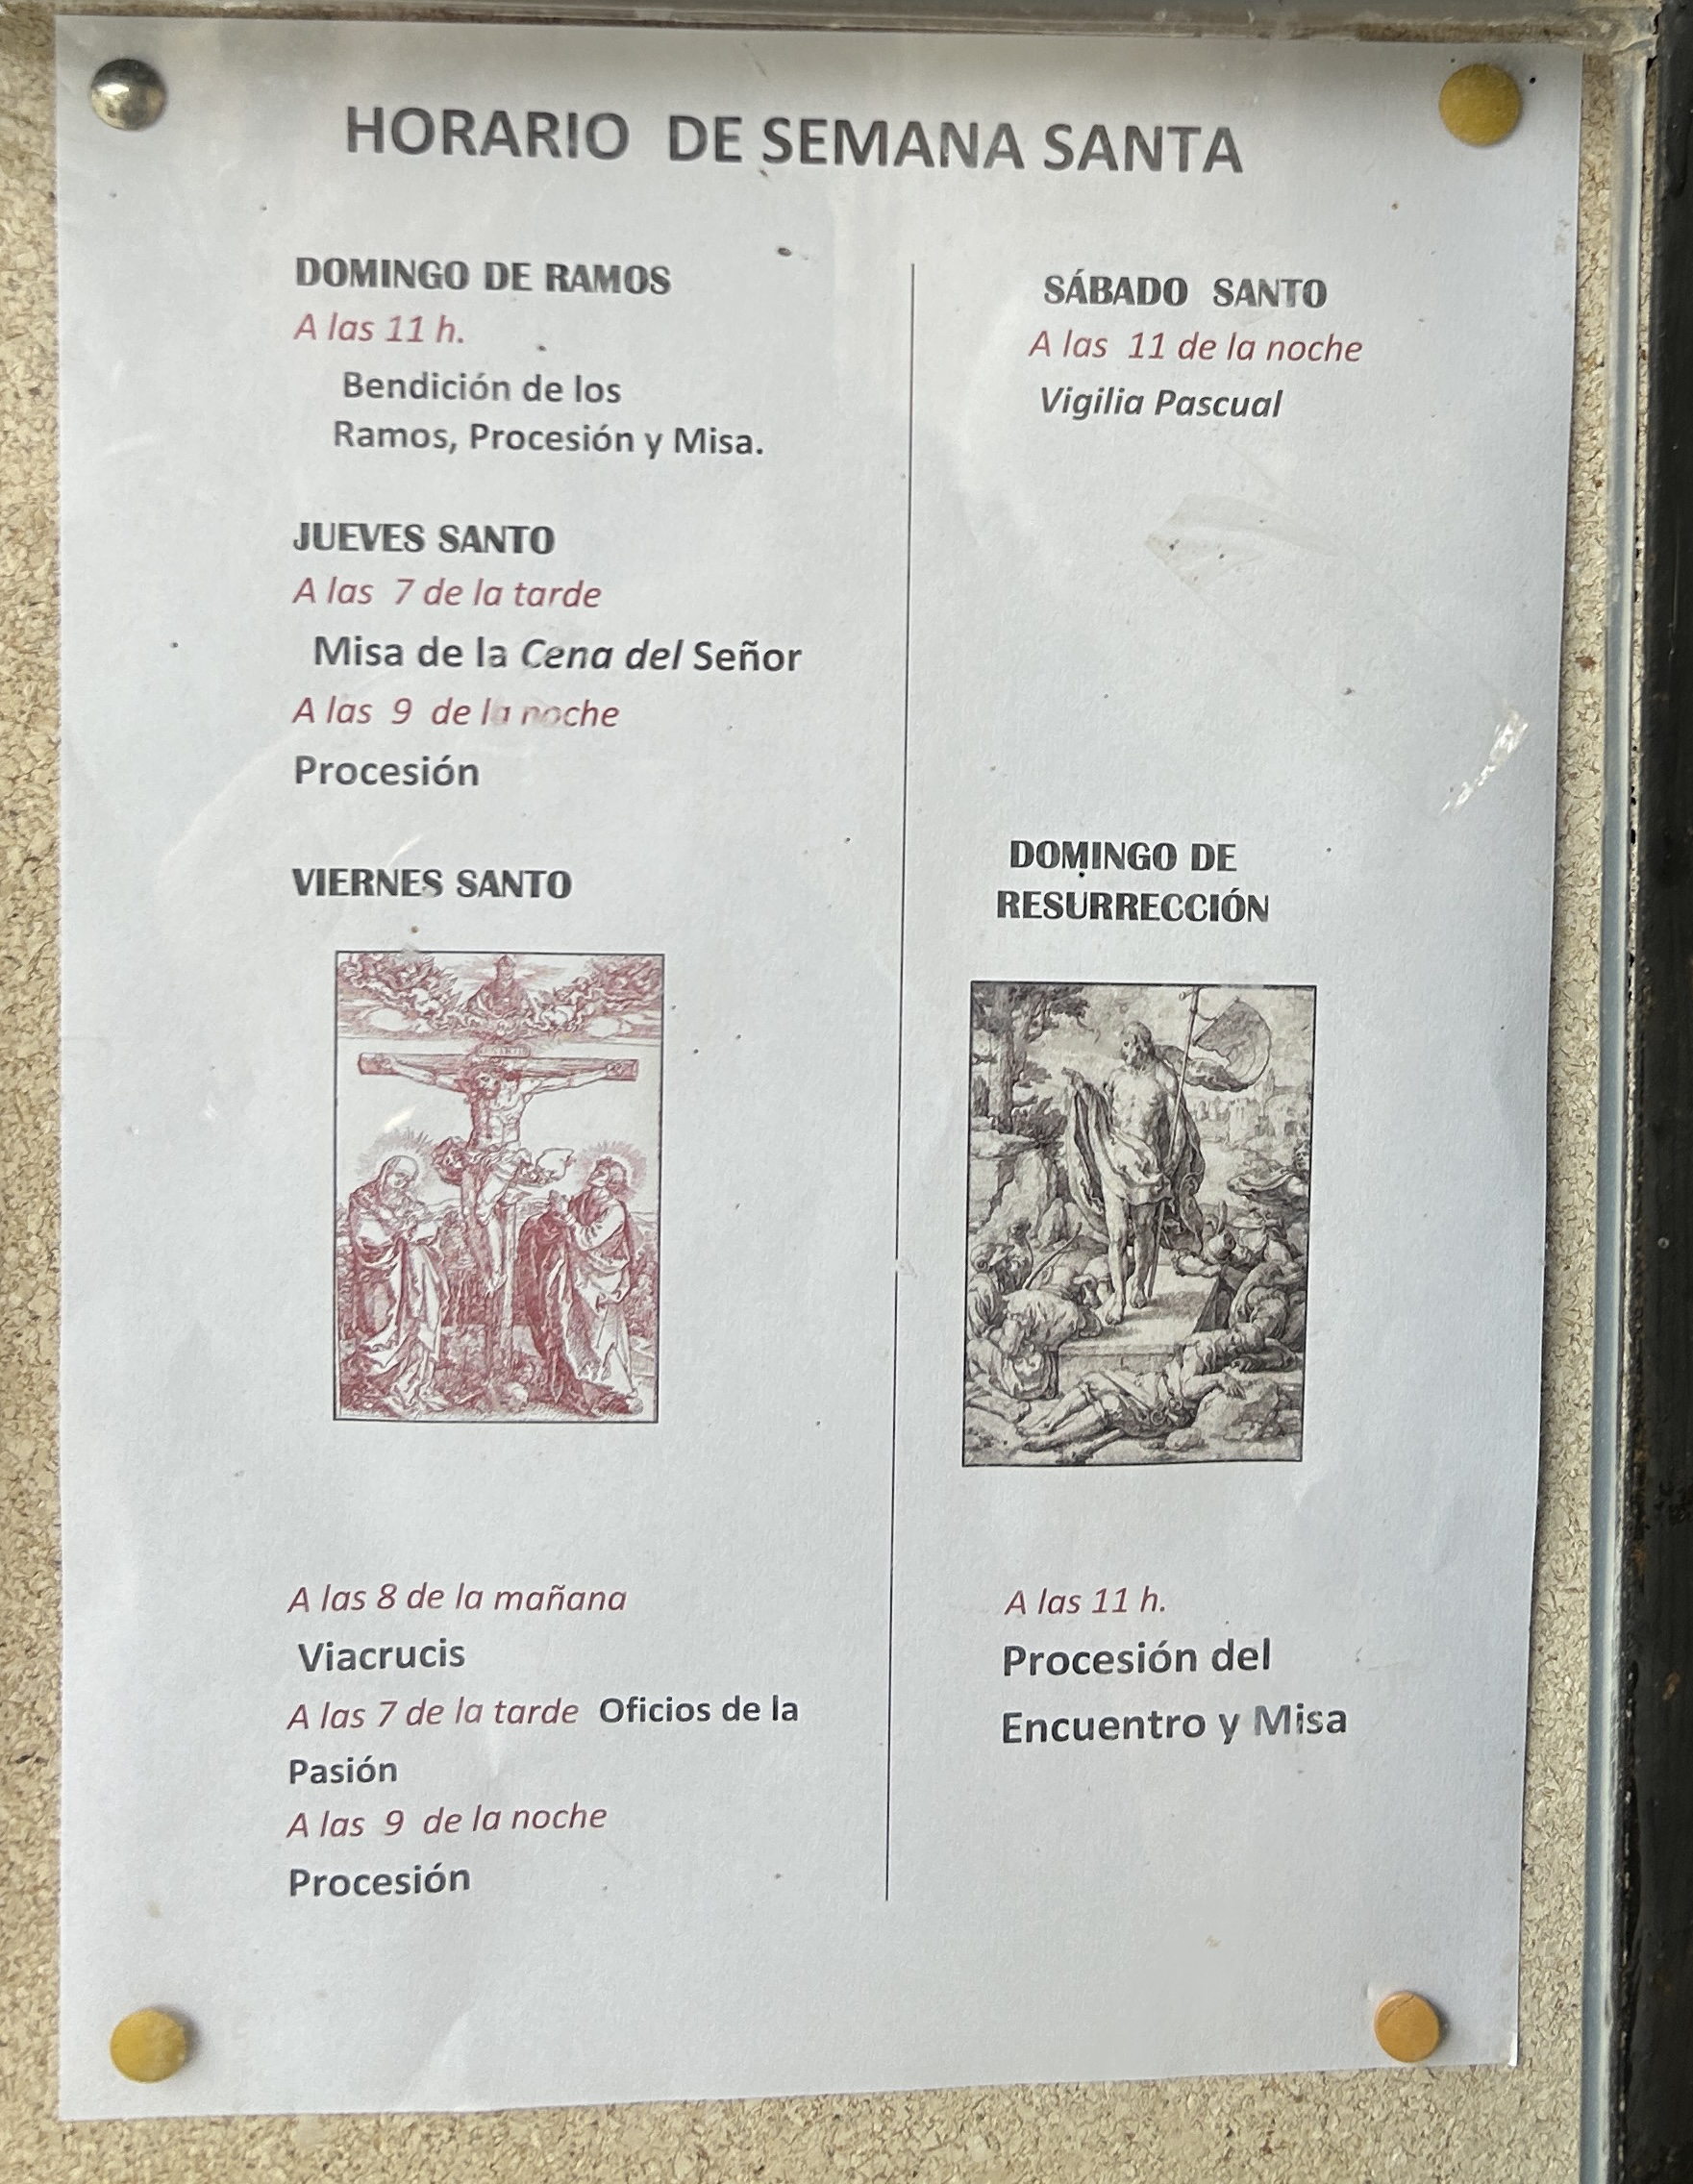 HORARIO DE SEMANA SANTA
DOMINGO DE RAMOS
A las 11 h.
Bendición de los
Ramos, Procesión y Misa.
JUEVES SANTO
A las 7 de la tarde
Misa de la Cena del Señor
A las 9 de la noche
Procesión
VIERNES SANTO
A las 8 de la mañana
Viacrucis
A las 7 de la tarde Oficios de la
Pasión
A las 9 de la noche
Procesión
SÁBADO SANTO
A las 11 de la noche
Vigilia Pascual
DOMINGO DE
RESURRECCIÓN
A las 11 h.
Procesión del
Encuentro y Misa